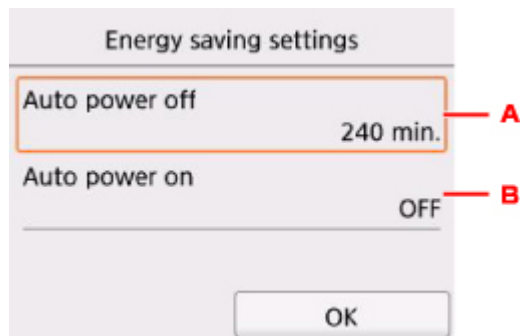 Energy saving settings
Auto power off
240 min.
A
Auto power on
OFF
B
OK